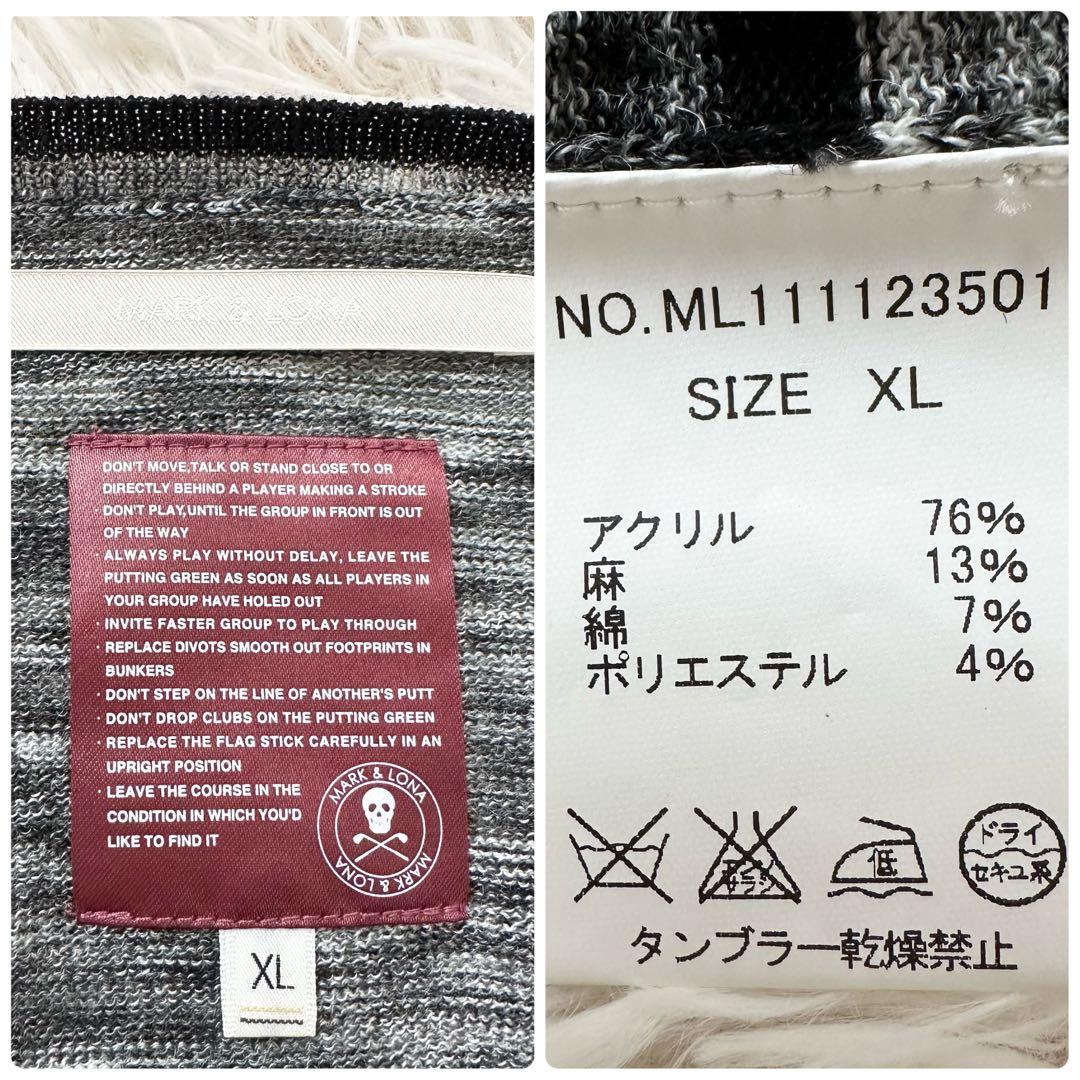 MARK & LONA
DON'T MOVE,TALK OR STAND CLOSE TO OR
DIRECTLY BEHIND A PLAYER MAKING A STROKE
DON'T PLAY,UNTIL THE GROUP IN FRONT IS OUT
OF THE WAY
· ALWAYS PLAY WITHOUT DELAY, LEAVE THE
PUTTING GREEN AS SOON AS ALL PLAYERS IN
YOUR GROUP HAVE HOLED OUT
· INVITE FASTER GROUP TO PLAY THROUGH
· REPLACE DIVOTS SMOOTH OUT FOOTPRINTS IN
BUNKERS
· DON'T STEP ON THE LINE OF ANOTHER'S PUTT
· DON'T DROP CLUBS ON THE PUTTING GREEN
· REPLACE THE FLAG STICK CAREFULLY IN AN
UPRIGHT POSITION
· LEAVE THE COURSE IN THE
CONDITION IN WHICH YOU'D
LIKE TO FIND IT
MARK & LONA
MARK & LONA
XL
NO.ML111123501
SIZE XL
アクリル 76%
麻 13%
綿 7%
ポリエステル 4%
エンソ
サラシ
低
ドライ
セキユ系
タンブラー乾燥禁止